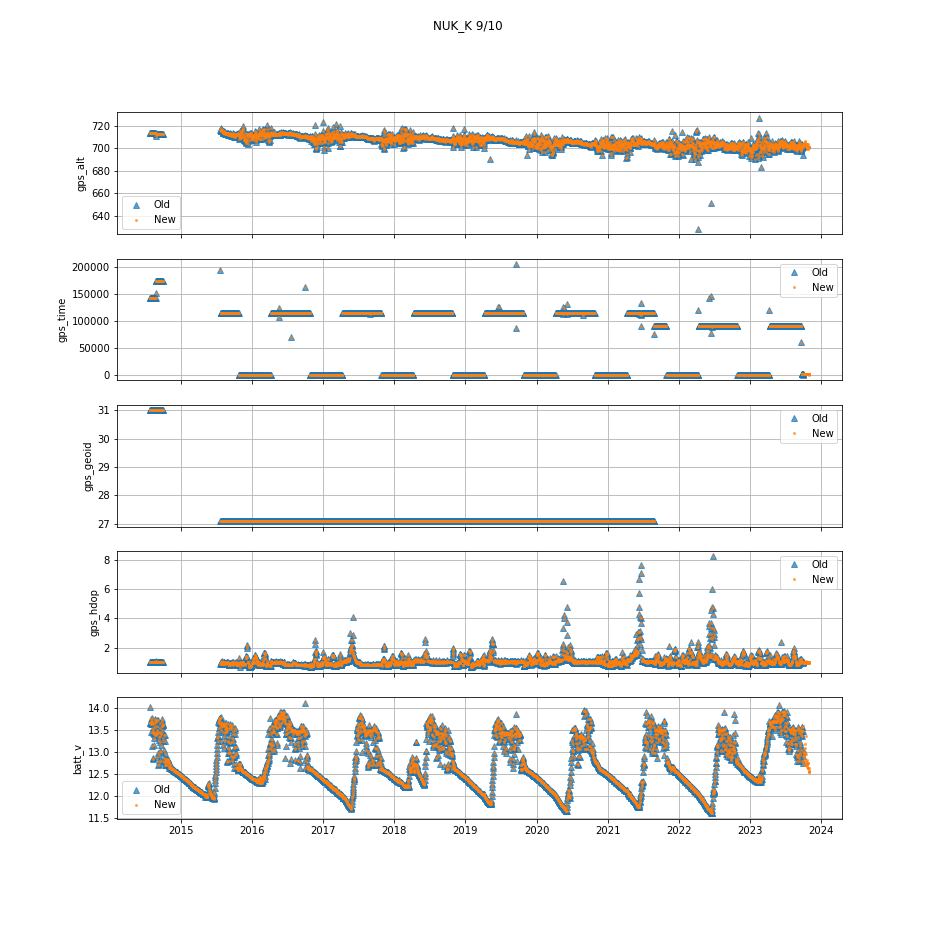 NUK_K 9/10
gps_alt
720
700
680
660
640
Old
New
gps_time
200000
150000
100000
50000
0
Old
New
gps_geoid
31
30
29
28
27
Old
New
gps_hdop
8
6
4
2
Old
New
batt_v
14.0
13.5
13.0
12.5
12.0
11.5
Old
New
2015 2016 2017 2018 2019 2020 2021 2022 2023 2024